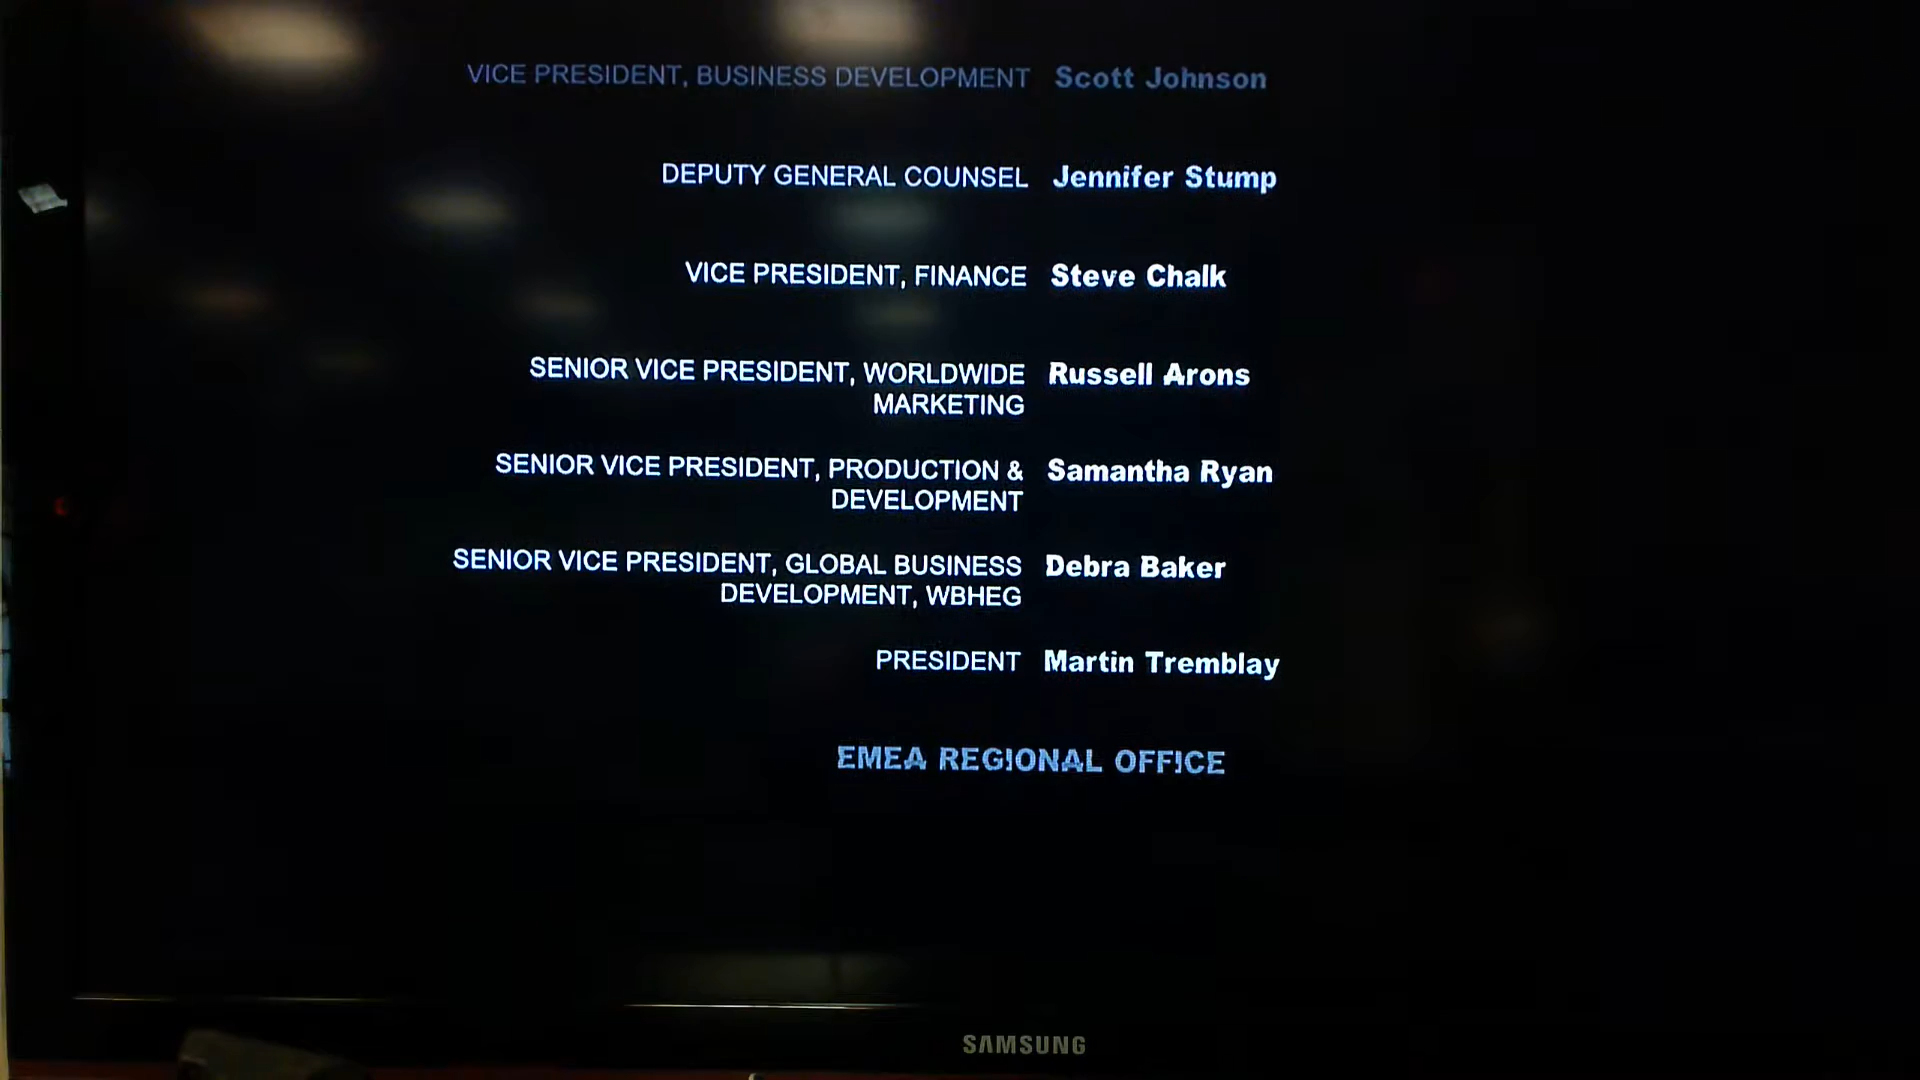 VICE PRESIDENT, BUSINESS DEVELOPMENT Scott Johnson
DEPUTY GENERAL COUNSEL Jennifer Stump
VICE PRESIDENT, FINANCE Steve Chalk
SENIOR VICE PRESIDENT, WORLDWIDE Russell Arons
MARKETING
SENIOR VICE PRESIDENT, PRODUCTION & Samantha Ryan
DEVELOPMENT
SENIOR VICE PRESIDENT, GLOBAL BUSINESS Debra Baker
DEVELOPMENT, WBHEG
PRESIDENT Martin Tremblay
EMEA REGIONAL OFFICE
SAMSUNG